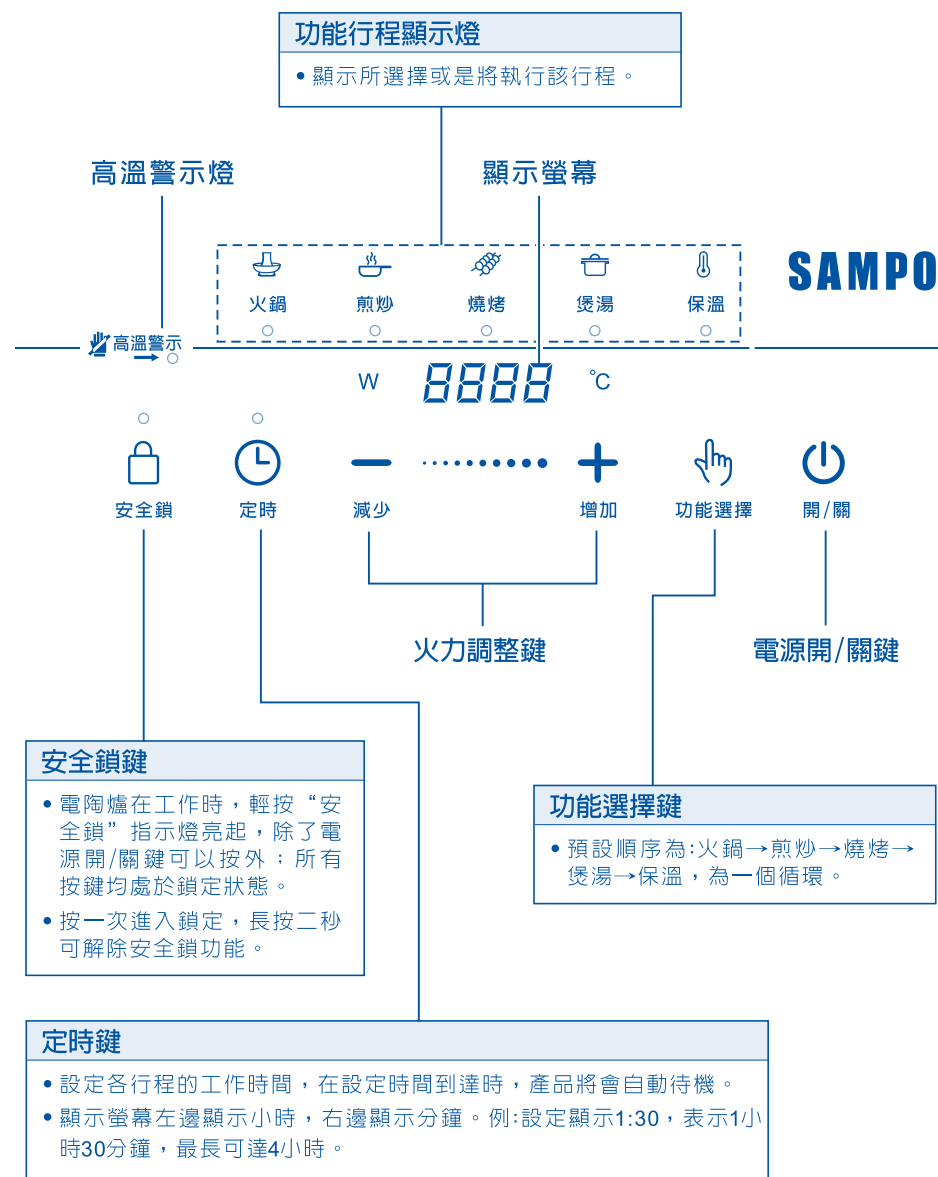 功能行程顯示燈
•顯示所選擇或是將執行該行程。
高溫警示燈
顯示螢幕
火鍋 煎炒 燒烤 煲湯 保溫
SAMPO
高溫警示
W 8888 °C
安全鎖 定時 減少 增加 功能選擇 開/關
火力調整鍵
電源開/關鍵
安全鎖鍵
•電陶爐在工作時，輕按“安
全鎖”指示燈亮起，除了電
源開/關鍵可以按外；所有
按鍵均處於鎖定狀態。
•按一次進入鎖定，長按二秒
可解除安全鎖功能。
功能選擇鍵
•預設順序為:火鍋→煎炒→燒烤→
煲湯→保溫，為一個循環。
定時鍵
•設定各行程的工作時間，在設定時間到達時，產品將會自動待機。
•顯示螢幕左邊顯示小時，右邊顯示分鐘。例:設定顯示1:30，表示1小
時30分鐘，最長可達4小時。